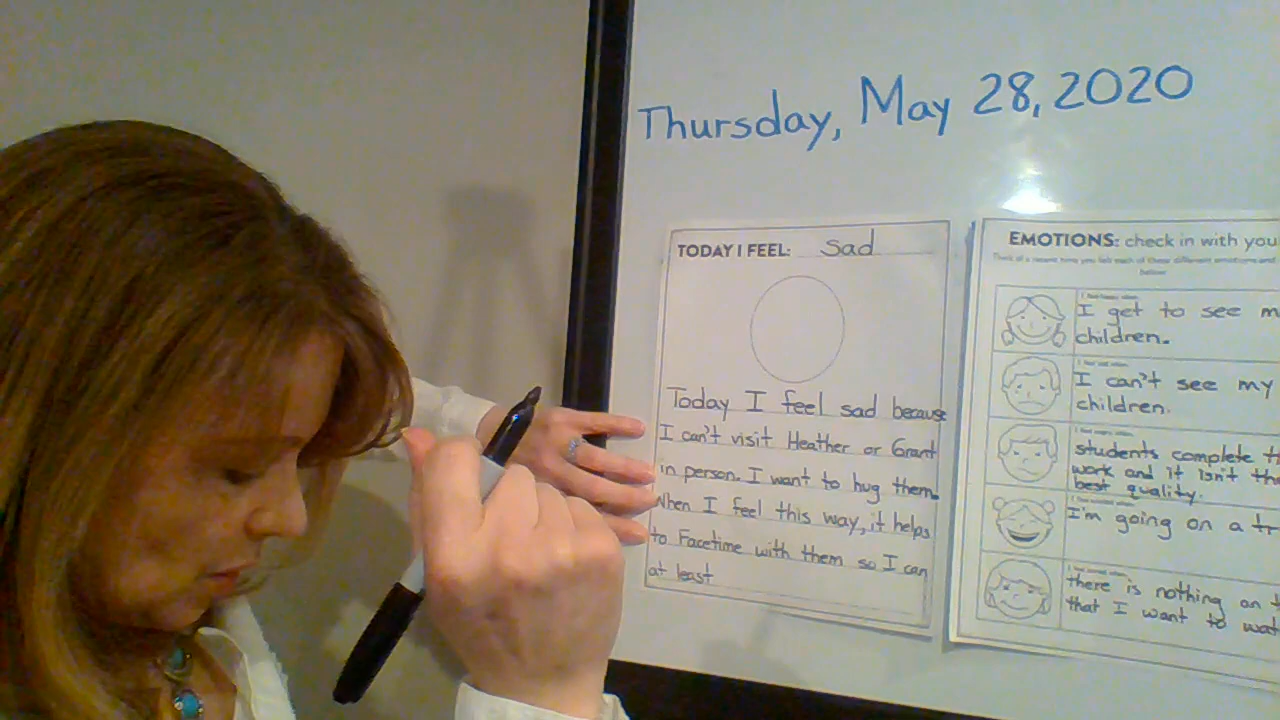 Thursday, May 28, 2020
TODAY I FEEL: sad
Today I feel sad because
I can't visit Heather or Grant
in person. I want to hug them.
When I feel this way, it helps
to Facetime with them so I can
at least
EMOTIONS: check in with you
I get to see m
children.
I can't see my
children.
students complete th
work and it isn't the
best quality.
I'm going on a tr
there is nothing on t
that I want to wat